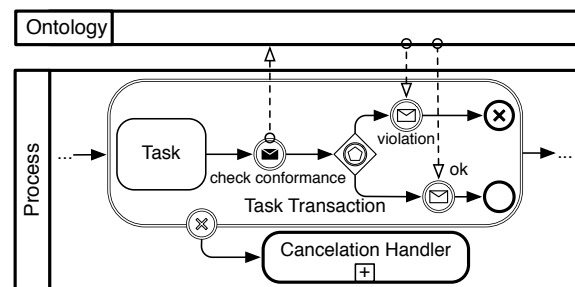 Ontology
Process
...
Task
check conformance
violation
ok
...
Task Transaction
Cancelation Handler